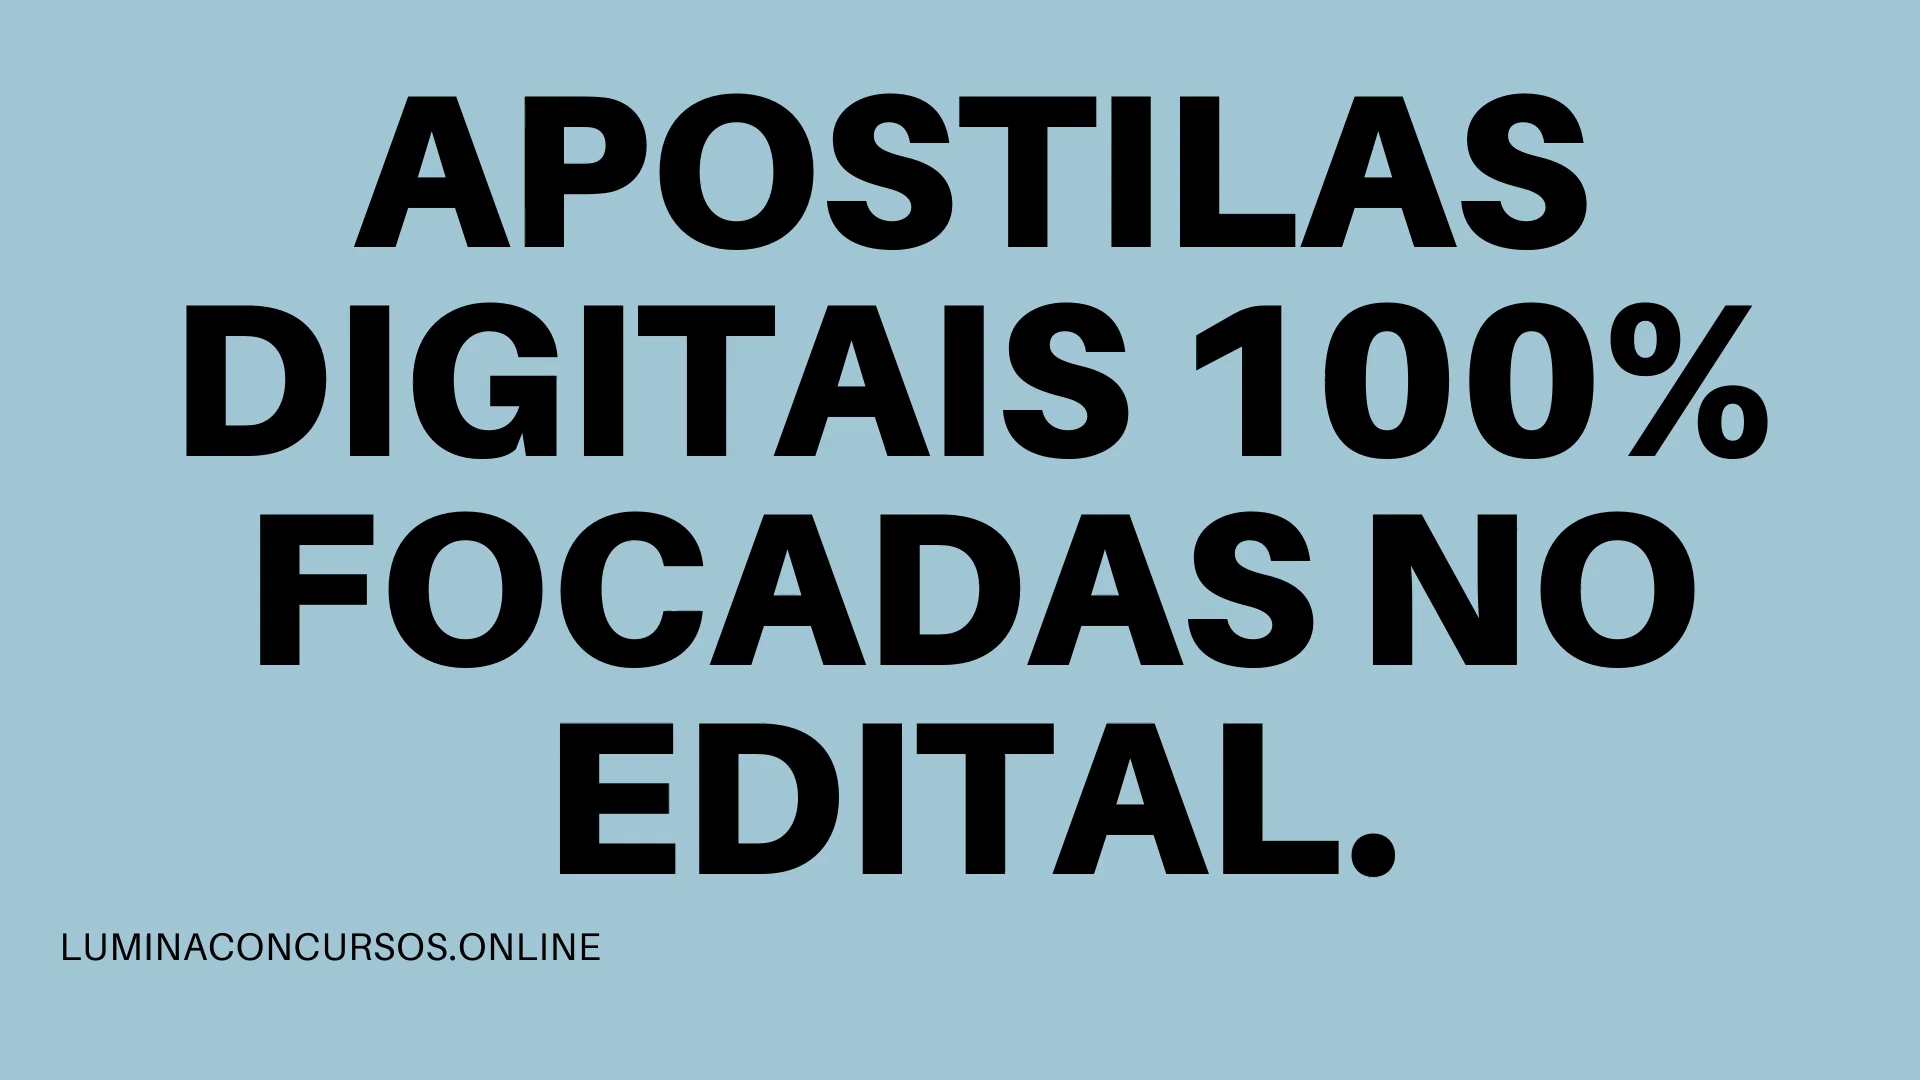 APOSTILAS
DIGITAIS 100%
FOCADAS NO
EDITAL.
LUMINACONCURSOS.ONLINE